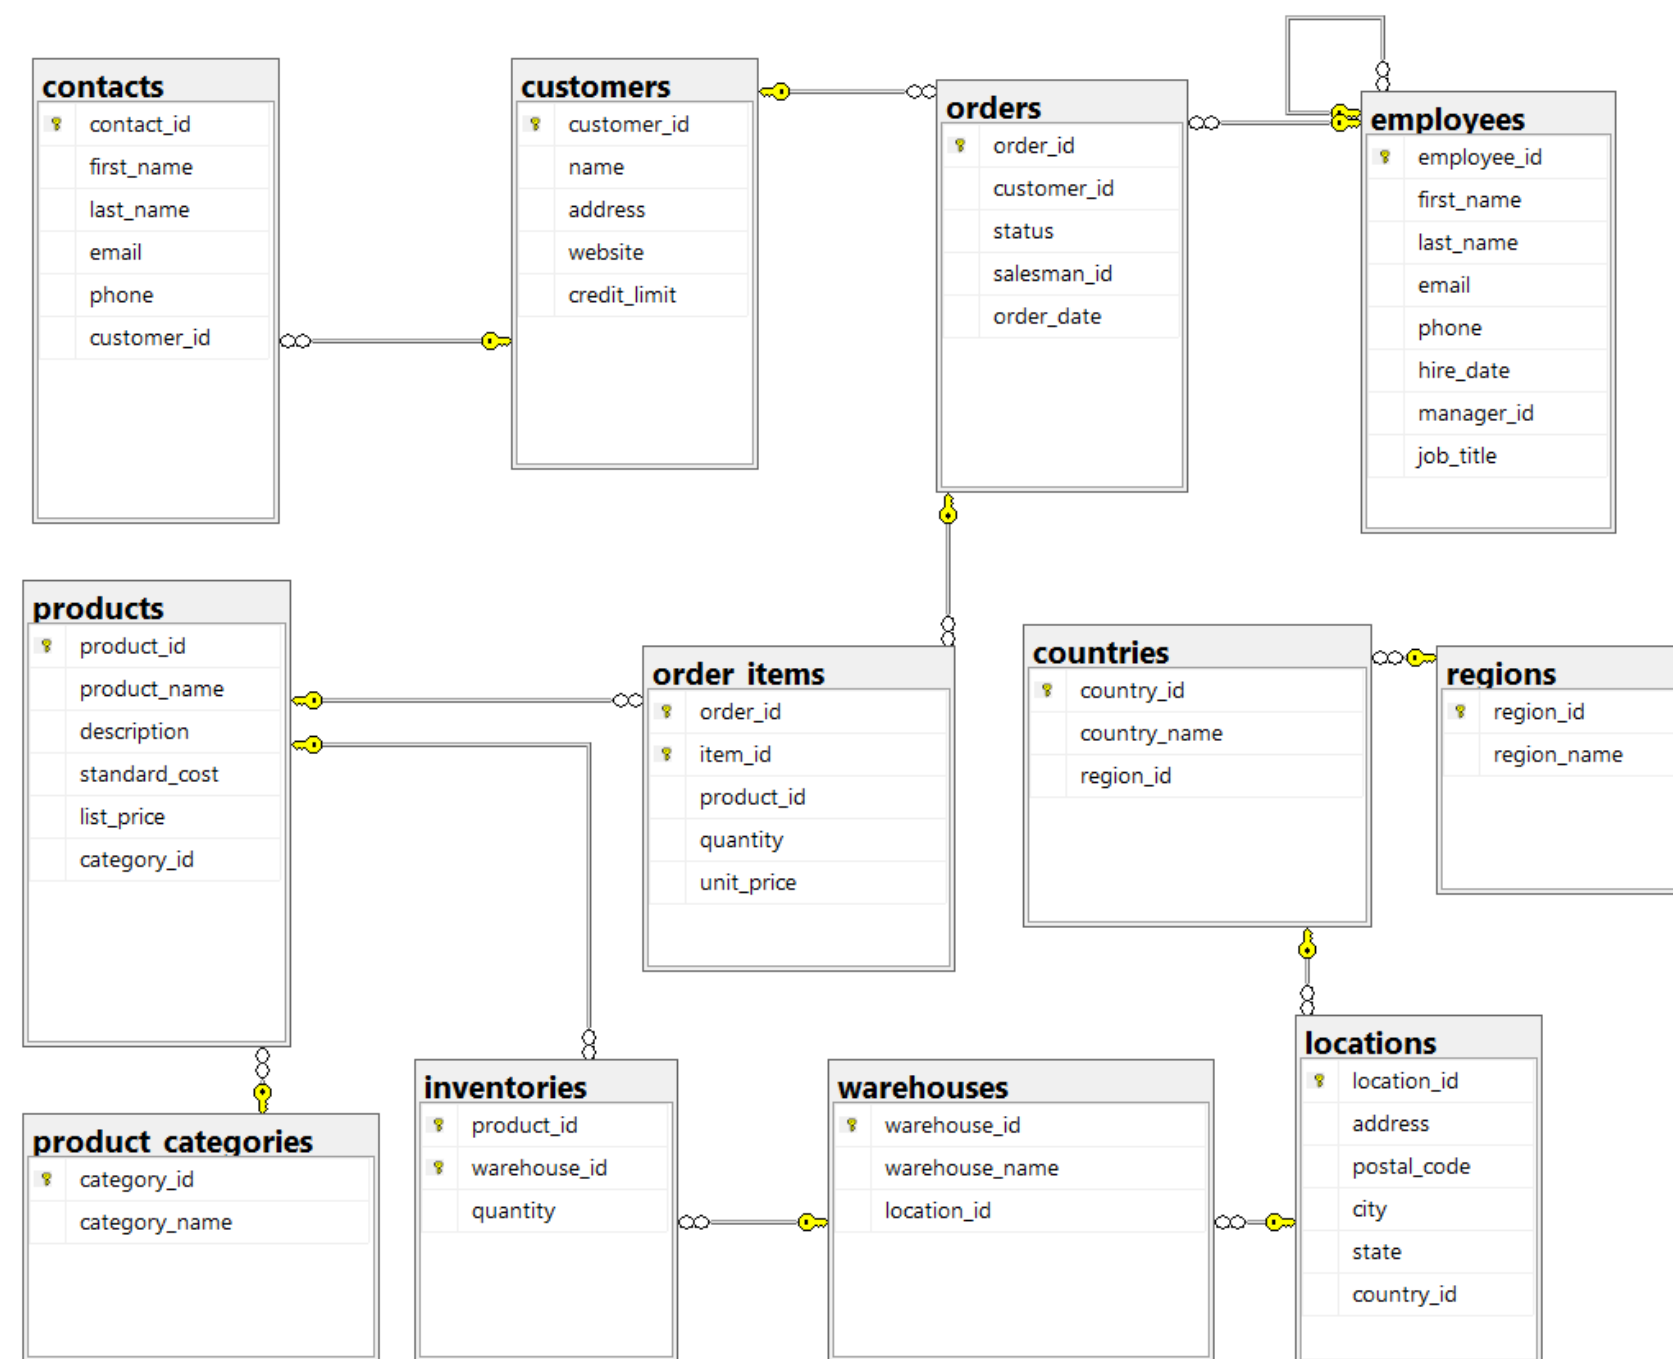 contacts
contact_id
first_name
last_name
email
phone
customer_id
customers
customer_id
name
address
website
credit_limit
orders
order_id
customer_id
status
salesman_id
order_date
employees
employee_id
first_name
last_name
email
phone
hire_date
manager_id
job_title
products
product_id
product_name
description
standard_cost
list_price
category_id
order_items
order_id
item_id
product_id
quantity
unit_price
countries
country_id
country_name
region_id
regions
region_id
region_name
product_categories
category_id
category_name
inventories
product_id
warehouse_id
quantity
warehouses
warehouse_id
warehouse_name
location_id
locations
location_id
address
postal_code
city
state
country_id